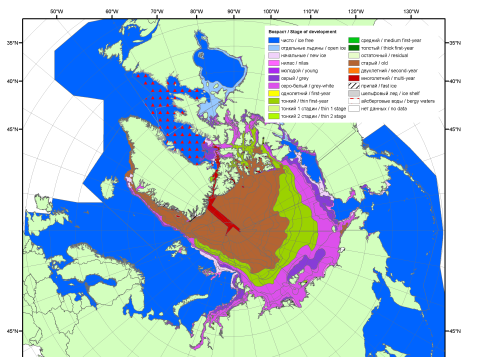 50°W 60°W 70°W 80°W 90°W 100°W 110°W 120°W 130°W
Возраст / Stage of development
чисто / ice free
отдельные льдины / open ice
начальные / new ice
нилас / nilas
молодой / young
серый / grey
серо-белый / grey-white
однолетний / first-year
тонкий / thin first-year
тонкий 1 стадии / thin 1 stage
тонкий 2 стадии / thin 2 stage
средний / medium first-year
толстый / thick first-year
остаточный / residual
старый / old
двухлетний / second-year
многолетний / multi-year
припай / fast ice
шельфовый лед / ice shelf
айсберговые воды / bergy waters
нет данных / no data
35°N 35°N
40°N 40°N
45°N 45°N
45°N 45°N